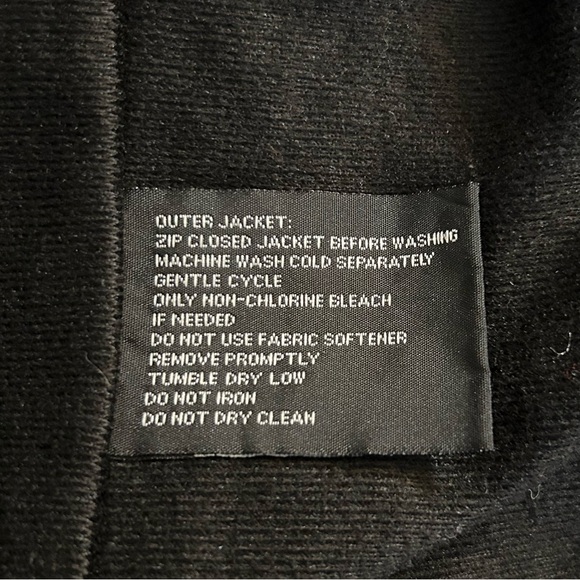 OUTER JACKET:
ZIP CLOSED JACKET BEFORE WASHING
MACHINE WASH COLD SEPARATELY
GENTLE CYCLE
ONLY NON-CHLORINE BLEACH
IF NEEDED
DO NOT USE FABRIC SOFTENER
REMOVE PROMPTLY
TUMBLE DRY LOW
DO NOT IRON
DO NOT DRY CLEAN